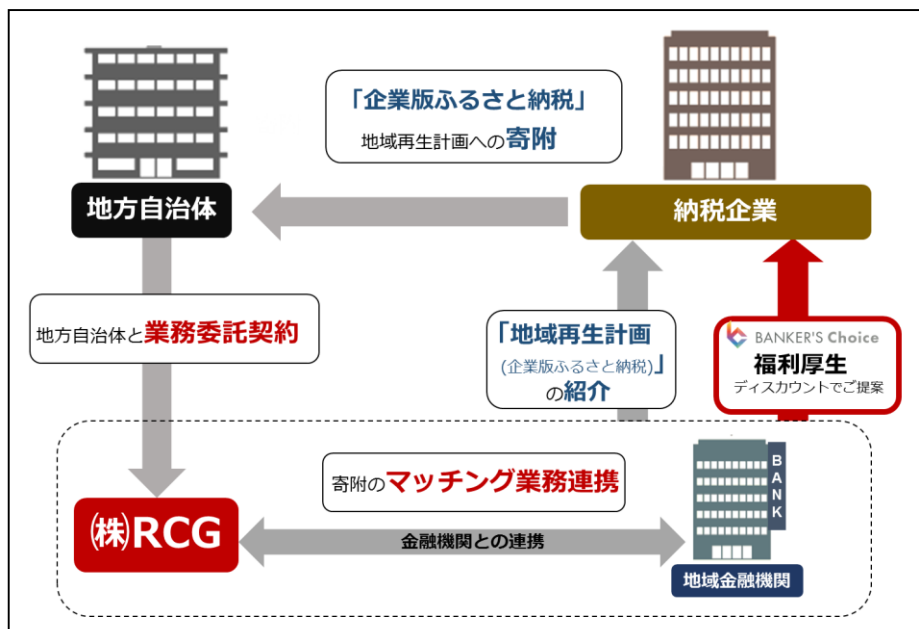 「企業版ふるさと納税」
地域再生計画への寄附
地方自治体
納税企業
地方自治体と業務委託契約
「地域再生計画
(企業版ふるさと納税)」
の紹介
BANKER'S Choice
福利厚生
ディスカウントでご提案
寄附のマッチング業務連携
BANK
㈱RCG
金融機関との連携
地域金融機関